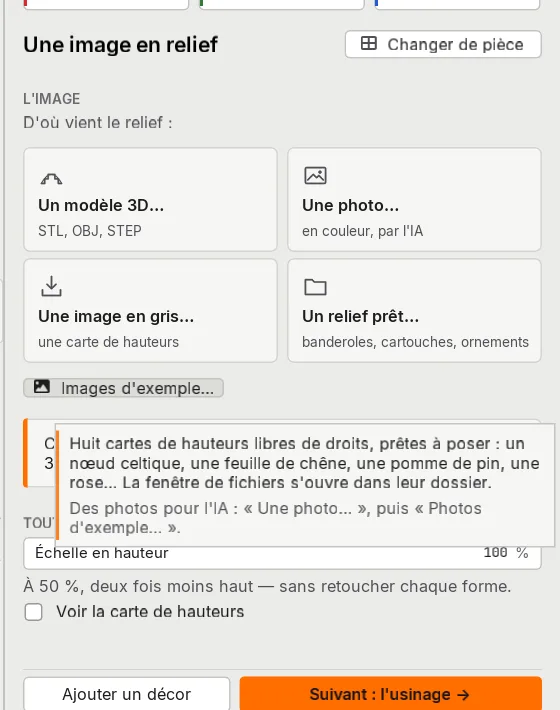 Une image en relief
Changer de pièce
L'IMAGE
D'où vient le relief :
Un modèle 3D...
STL, OBJ, STEP
Une photo...
en couleur, par l'IA
Une image en gris...
une carte de hauteurs
Un relief prêt...
banderoles, cartouches, ornements
Images d'exemple...
Huit cartes de hauteurs libres de droits, prêtes à poser : un
nœud celtique, une feuille de chêne, une pomme de pin, une
rose... La fenêtre de fichiers s'ouvre dans leur dossier.
Des photos pour l'IA : « Une photo... », puis « Photos
d'exemple... ».
Échelle en hauteur
100 %
À 50 %, deux fois moins haut — sans retoucher chaque forme.
Voir la carte de hauteurs
Ajouter un décor
Suivant : l'usinage →